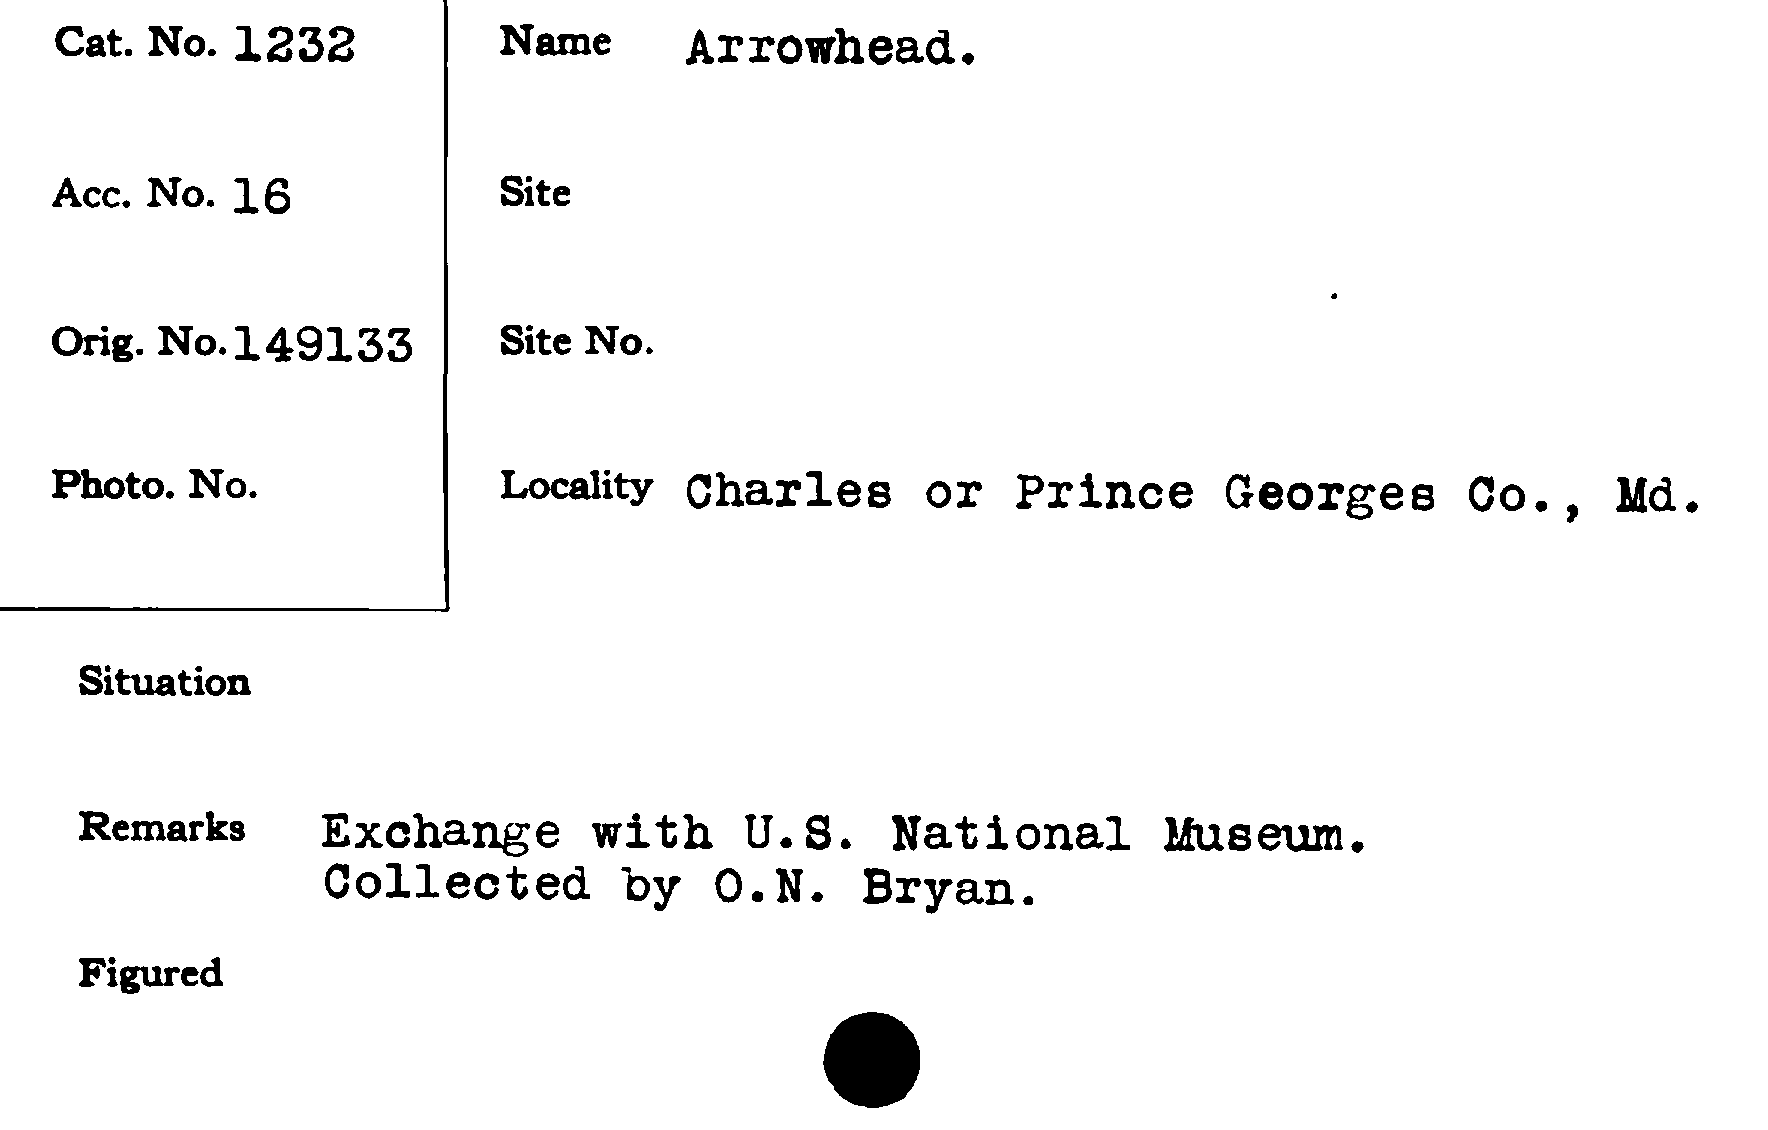 Cat. No. 1232
Name Arrowhead.
Acc. No. 16
Site
Orig. No. 149133
Site No.
Photo. No.
Locality Charles or Prince Georges Co., Md.
Situation
Remarks Exchange with U.S. National Museum.
Collected by O.N. Bryan.
Figured